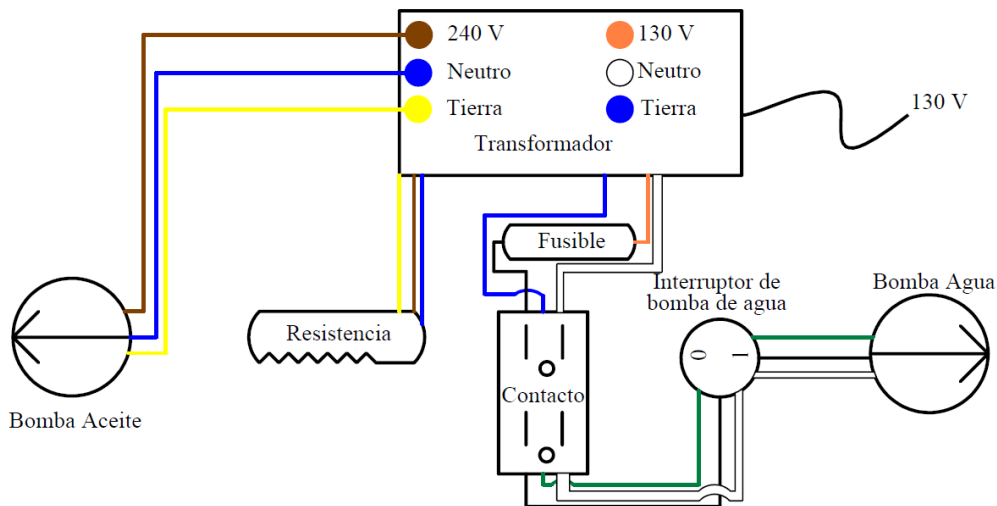 240 V
130 V
Neutro
Neutro
Tierra
Tierra
Transformador
130 V
Fusible
Interruptor de
bomba de agua
Bomba Agua
Resistencia
0
1
Contacto
Bomba Aceite